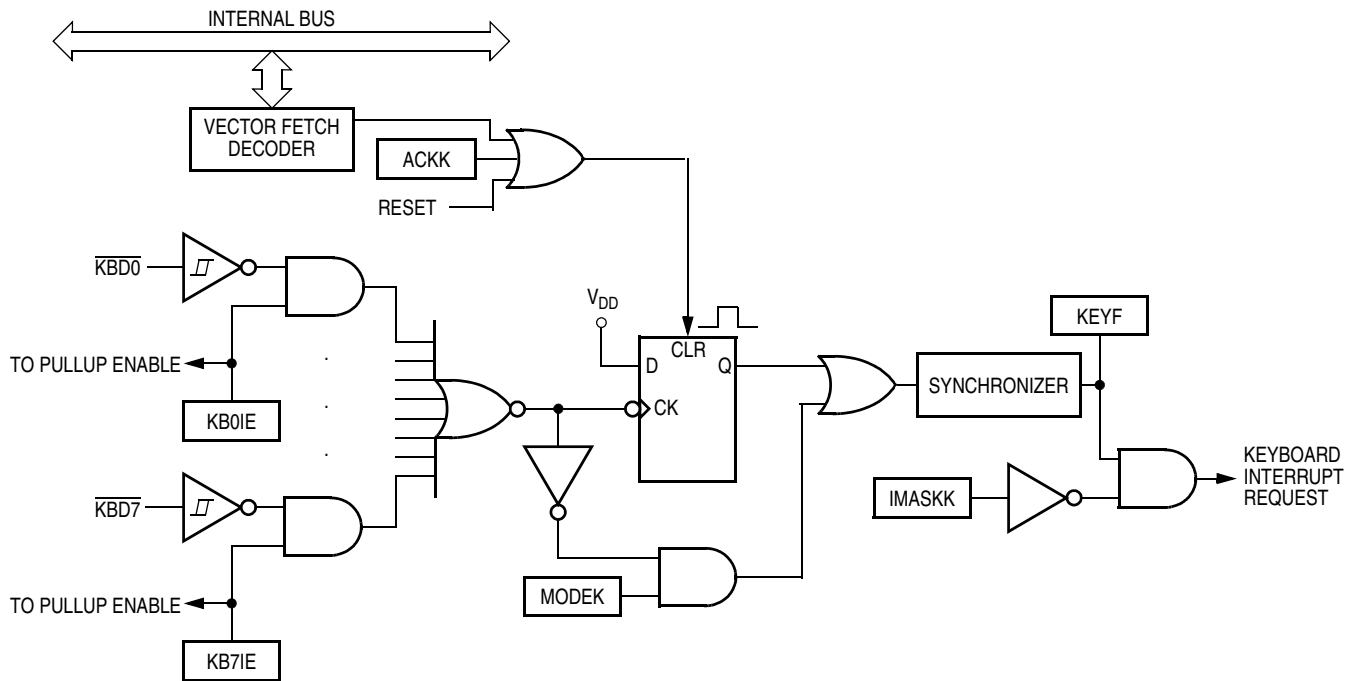 INTERNAL BUS
VECTOR FETCH
DECODER
ACKK
RESET
KBD0
TO PULLUP ENABLE
KB0IE
.
.
.
KBD7
TO PULLUP ENABLE
KB7IE
VDD
CLR
D
Q
CK
MODEK
SYNCHRONIZER
KEYF
IMASKK
KEYBOARD
INTERRUPT
REQUEST